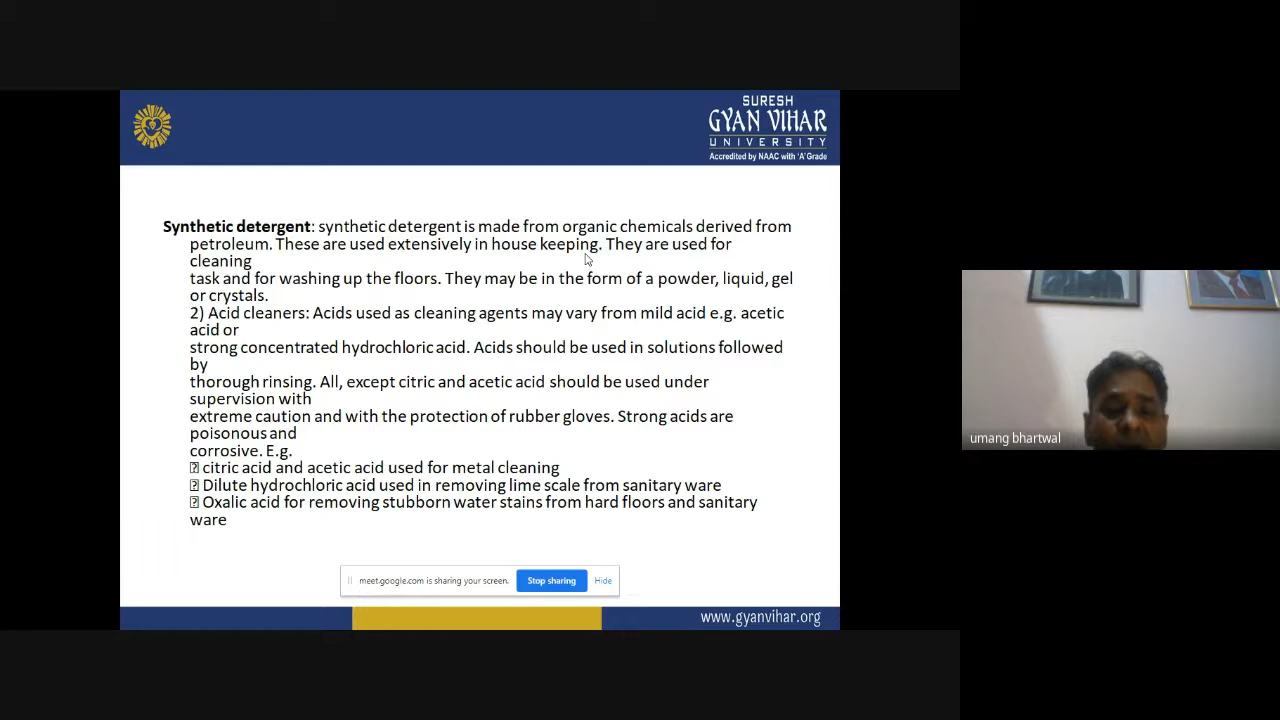 SURESH
GYAN VIHAR
UNIVERSITY
Accredited by NAAC with 'A' Grade
Synthetic detergent: synthetic detergent is made from organic chemicals derived from
petroleum. These are used extensively in house keeping. They are used for
cleaning
task and for washing up the floors. They may be in the form of a powder, liquid, gel
or crystals.
2) Acid cleaners: Acids used as cleaning agents may vary from mild acid e.g. acetic
acid or
strong concentrated hydrochloric acid. Acids should be used in solutions followed
by
thorough rinsing. All, except citric and acetic acid should be used under
supervision with
extreme caution and with the protection of rubber gloves. Strong acids are
poisonous and
corrosive. E.g.
citric acid and acetic acid used for metal cleaning
Dilute hydrochloric acid used in removing lime scale from sanitary ware
Oxalic acid for removing stubborn water stains from hard floors and sanitary
ware
meet.google.com is sharing your screen. Stop sharing Hide
www.gyanvihar.org
umang bhartwal